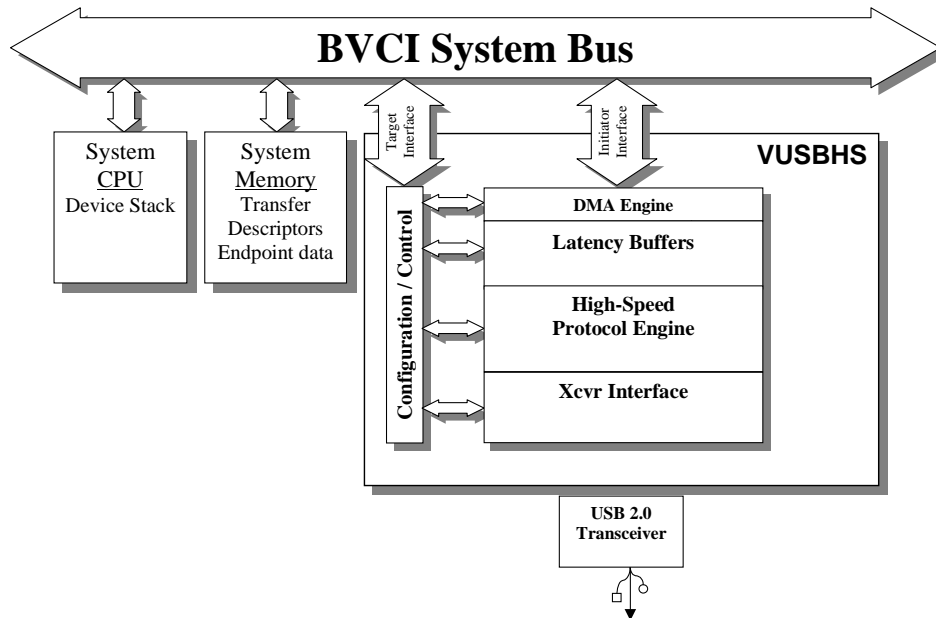 BVCI System Bus
Target
Interface
Initiator
Interface
System
CPU
Device Stack
System
Memory
Transfer
Descriptors
Endpoint data
VUSBHS
Configuration / Control
DMA Engine
Latency Buffers
High-Speed
Protocol Engine
Xcvr Interface
USB 2.0
Transceiver